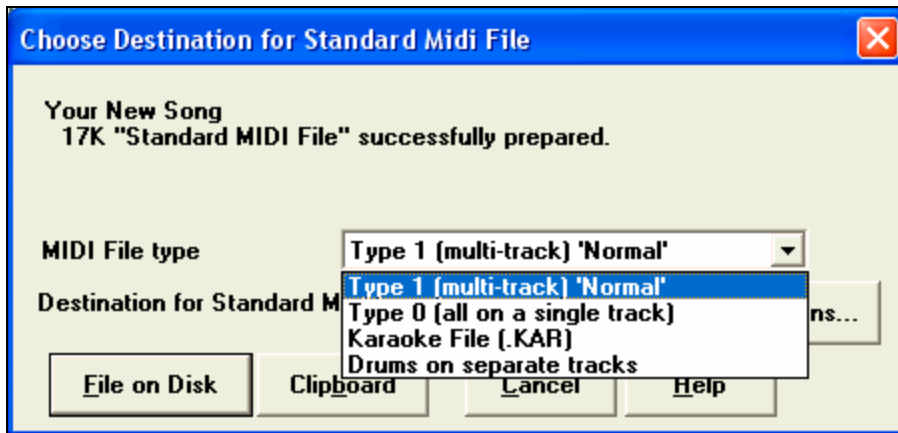 Choose Destination for Standard Midi File
Your New Song
17K "Standard MIDI File" successfully prepared.
MIDI File type
Type 1 (multi-track) 'Normal'
Type 1 (multi-track) 'Normal'
Destination for Standard M
Type 0 (all on a single track)
ns...
Karaoke File (.KAR)
Drums on separate tracks
File on Disk
Clipboard
Cancel
Help